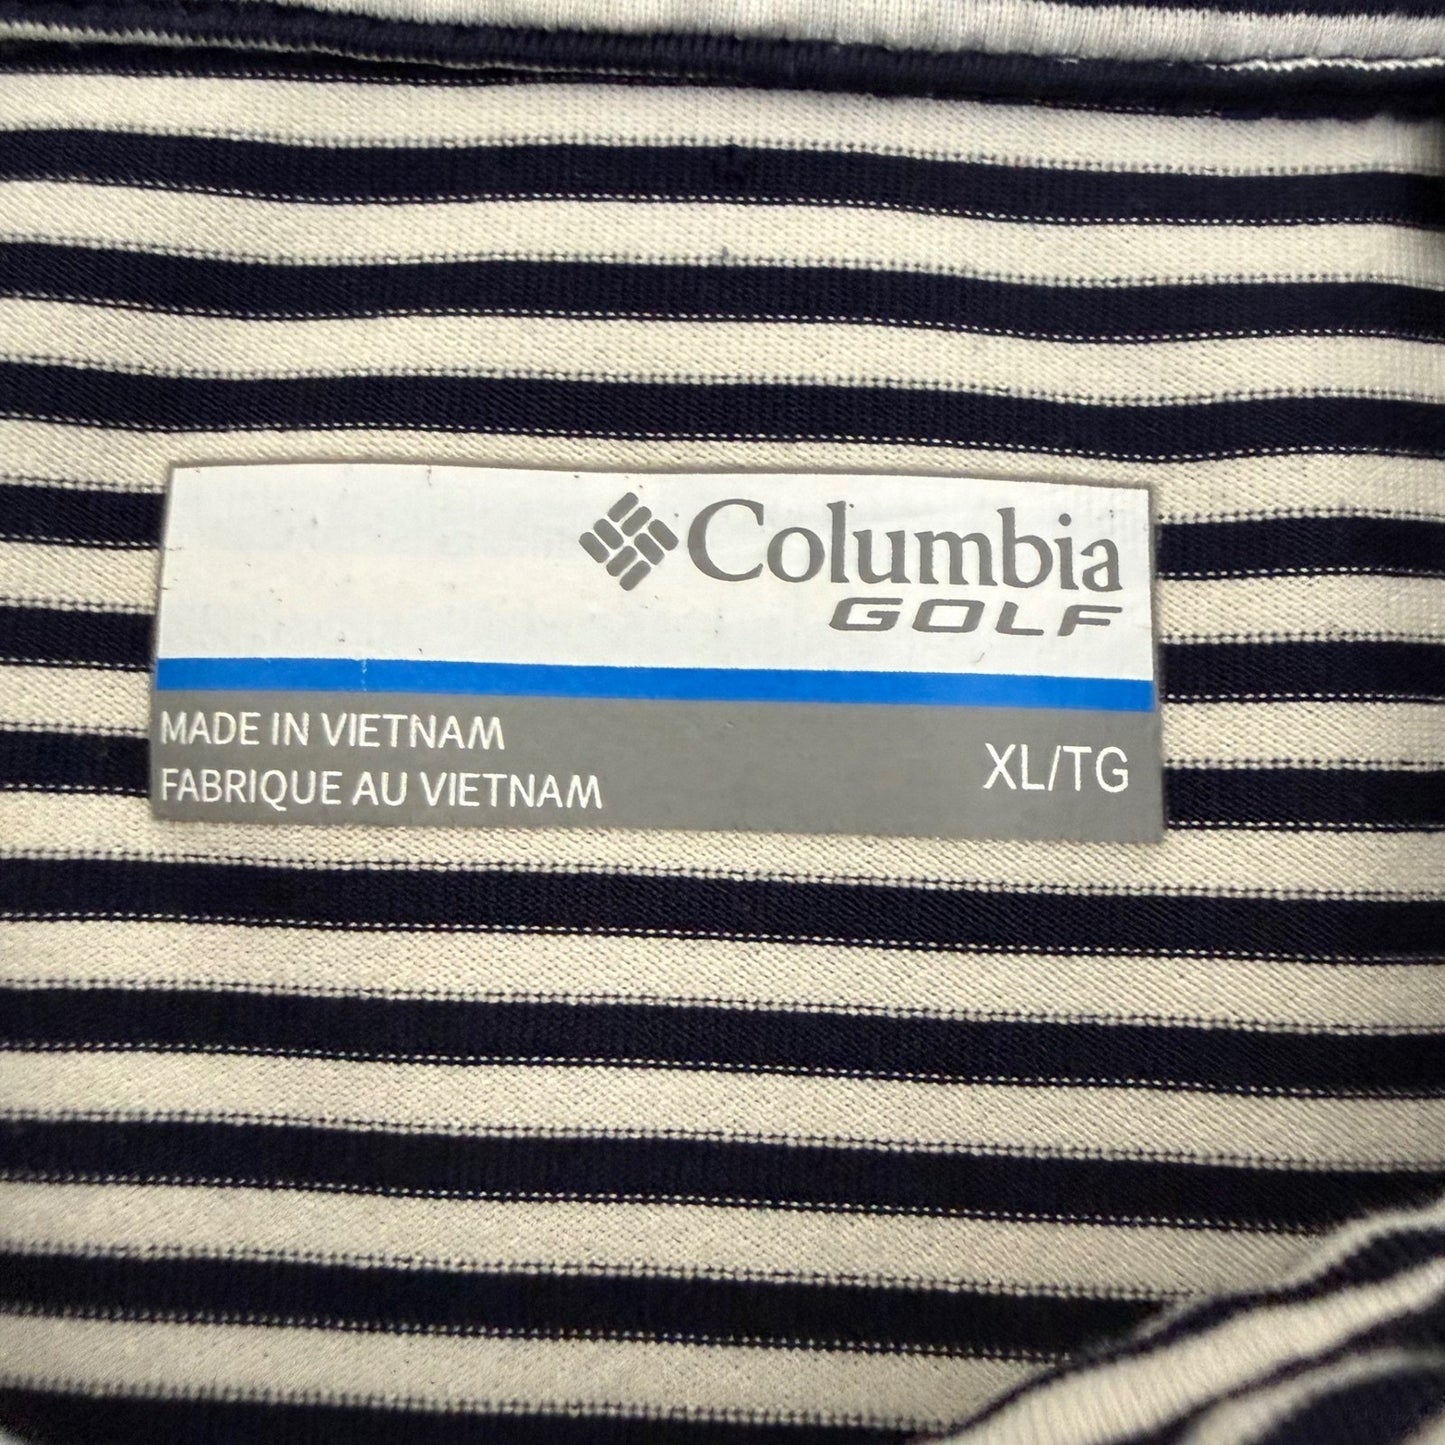 Columbia
GOLF
MADE IN VIETNAM
FABRIQUE AU VIETNAM
XL/TG